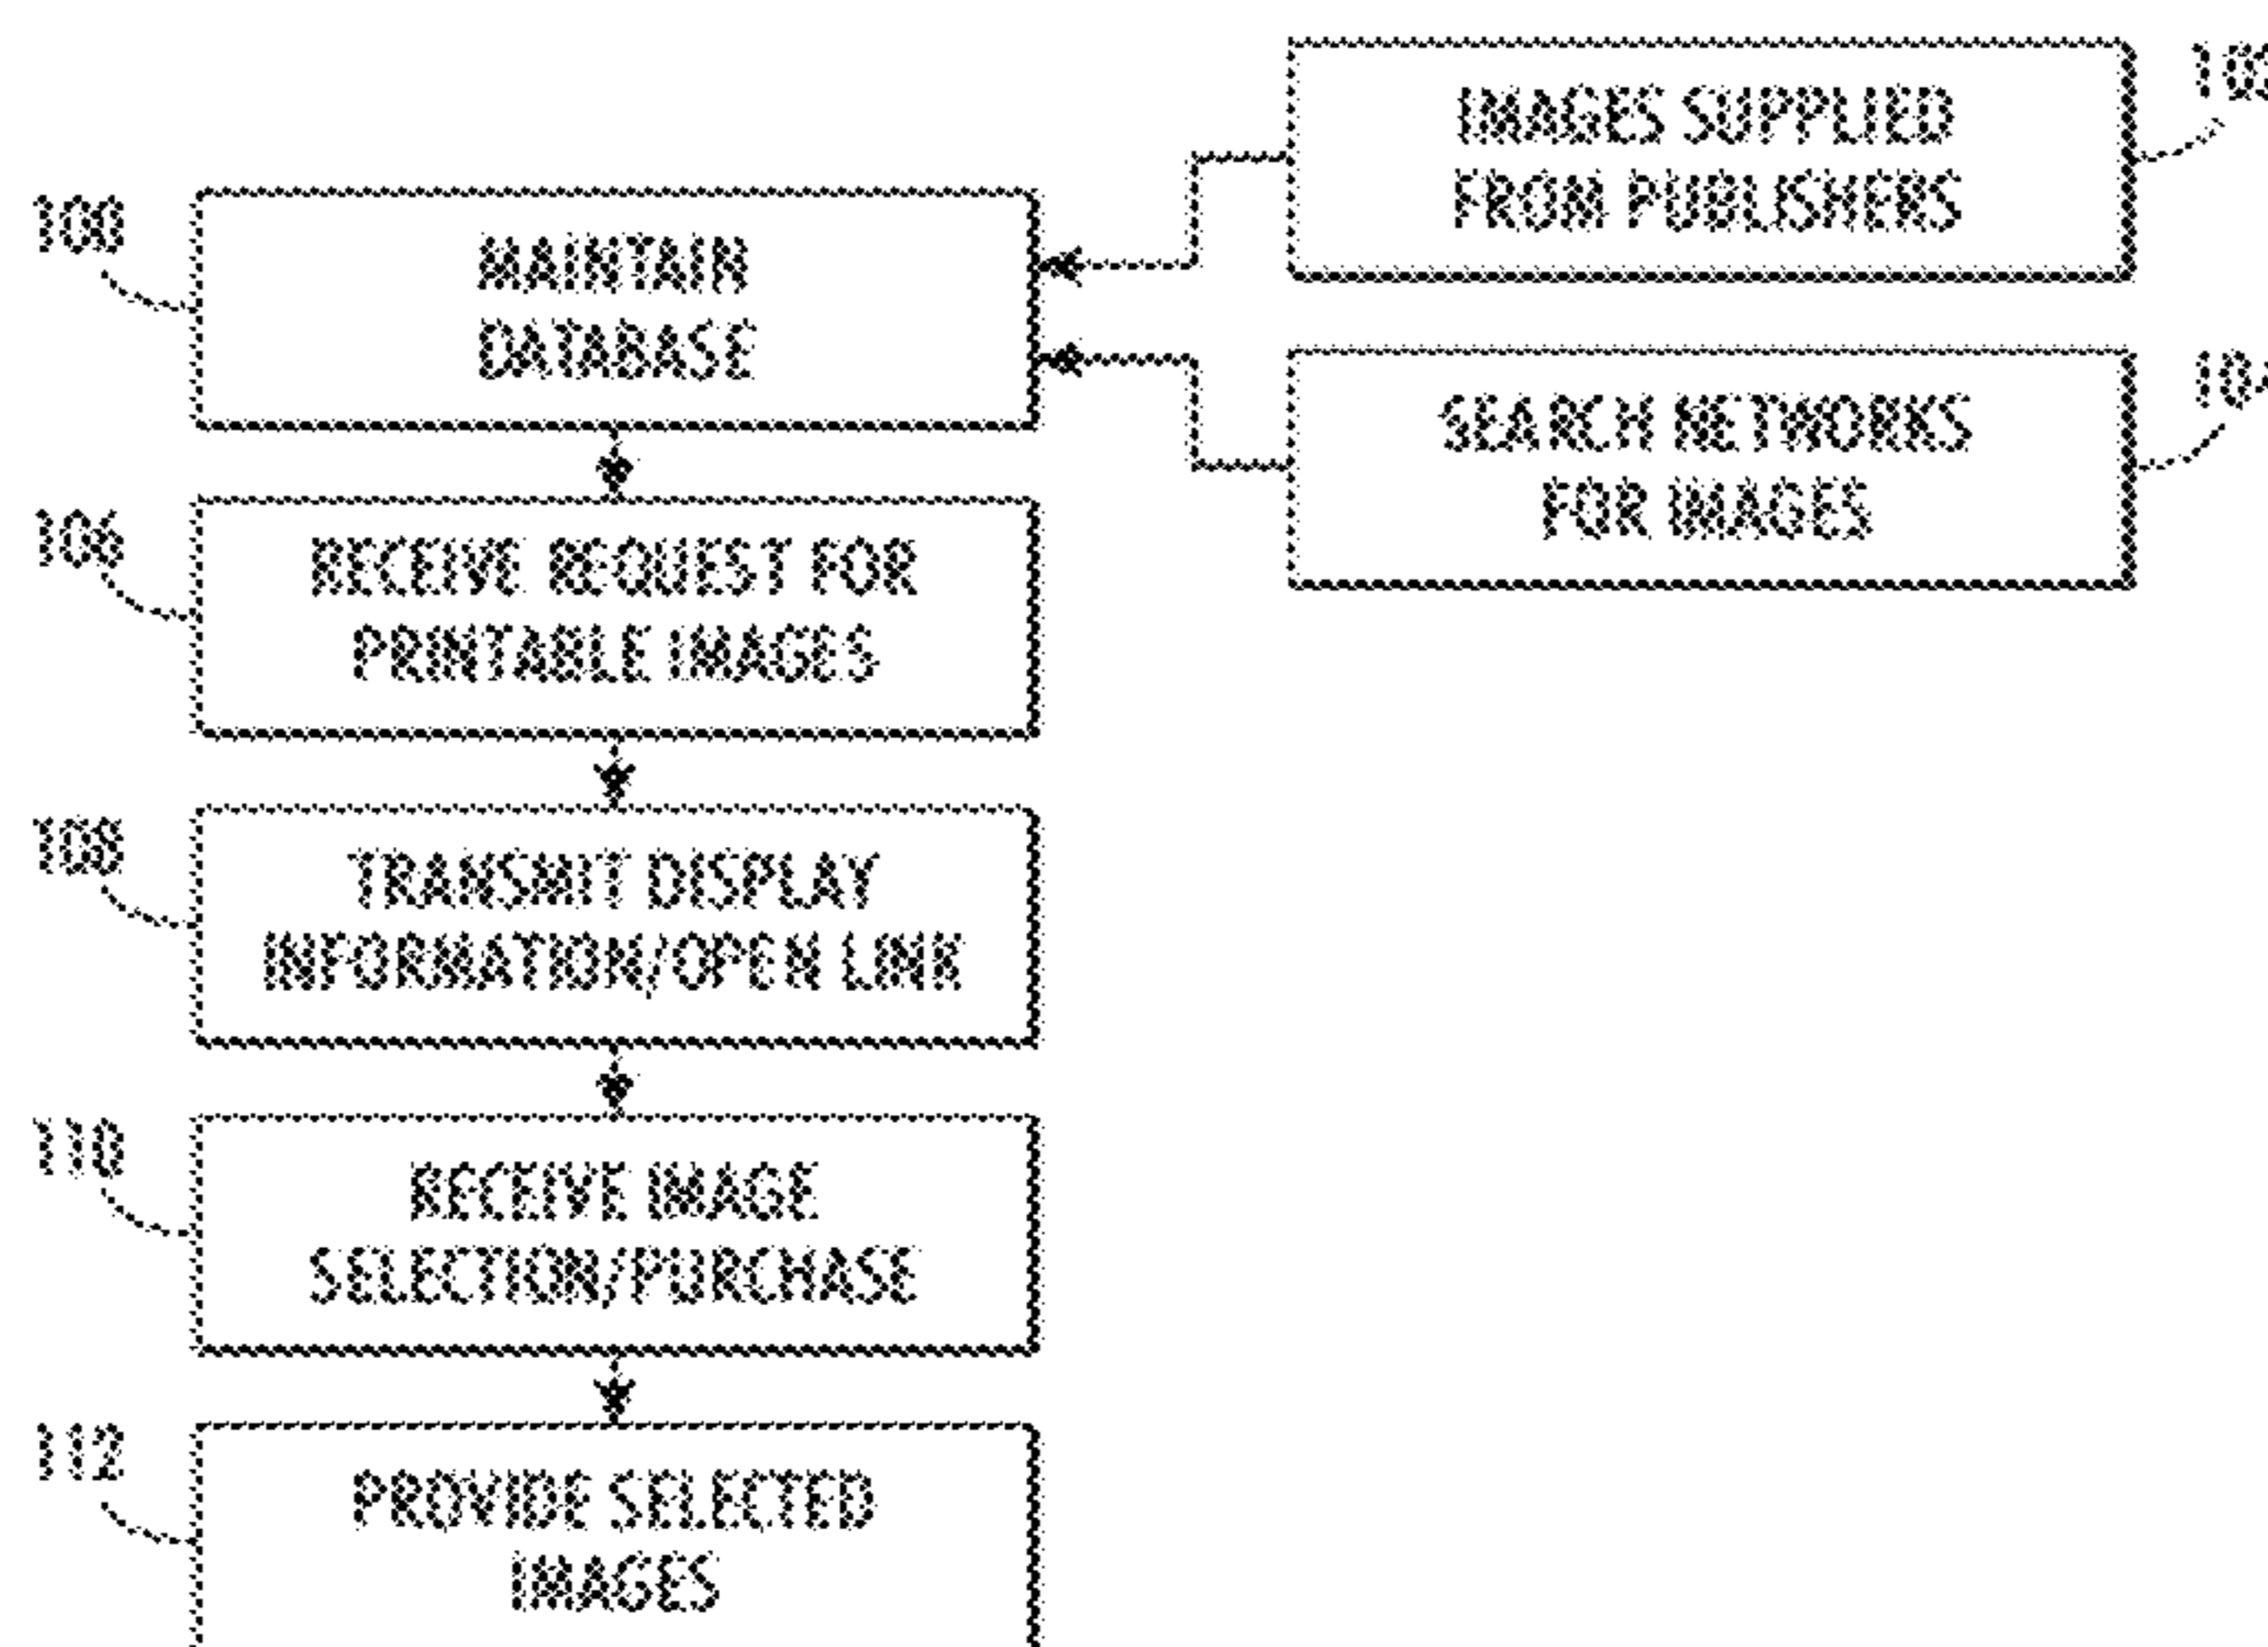 IMAGES SUPPLIED
FROM PUBLISHERS
100
MAINTAIN
DATABASE
SEARCH NETWORKS
FOR IMAGES
106
RECEIVE REQUEST FOR
PRINTABLE IMAGES
108
TRANSMIT DISPLAY
INFORMATION/OPEN LINK
110
RECEIVE IMAGE
SELECTION/PURCHASE
112
PROVIDE SELECTED
IMAGES